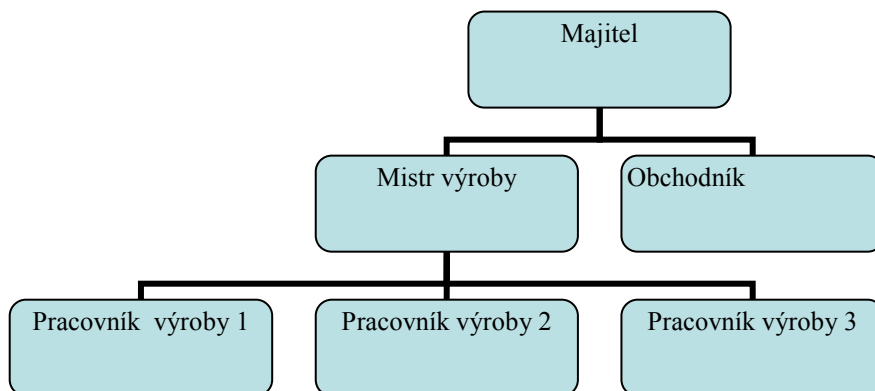 Majitel
Mistr výroby
Obchodník
Pracovník  výroby 1
Pracovník výroby 2
Pracovník výroby 3